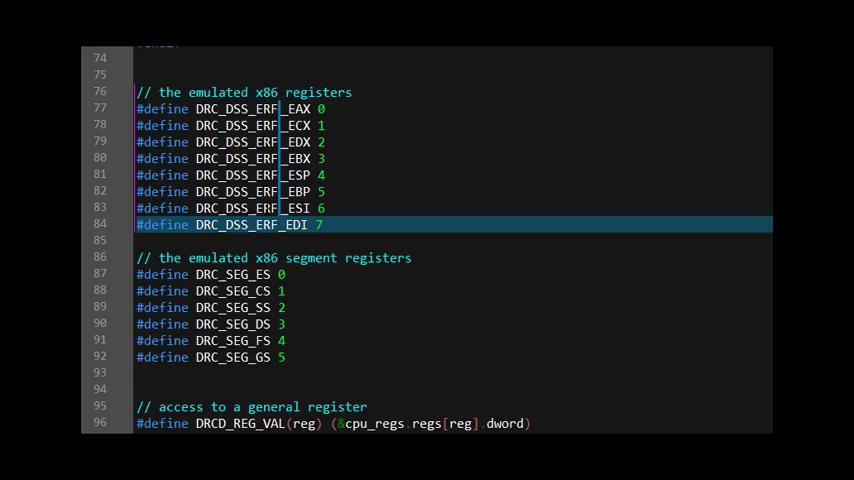 74
75
76 // the emulated x86 registers
77 #define DRC_DSS_ERF_EAX 0
78 #define DRC_DSS_ERF_ECX 1
79 #define DRC_DSS_ERF_EDX 2
80 #define DRC_DSS_ERF_EBX 3
81 #define DRC_DSS_ERF_ESP 4
82 #define DRC_DSS_ERF_EBP 5
83 #define DRC_DSS_ERF_ESI 6
84 #define DRC_DSS_ERF_EDI 7
85
86 // the emulated x86 segment registers
87 #define DRC_SEG_ES 0
88 #define DRC_SEG_CS 1
89 #define DRC_SEG_SS 2
90 #define DRC_SEG_DS 3
91 #define DRC_SEG_FS 4
92 #define DRC_SEG_GS 5
93
94
95 // access to a general register
96 #define DRCD_REG_VAL(reg) (&cpu_regs.regs[reg].dword)